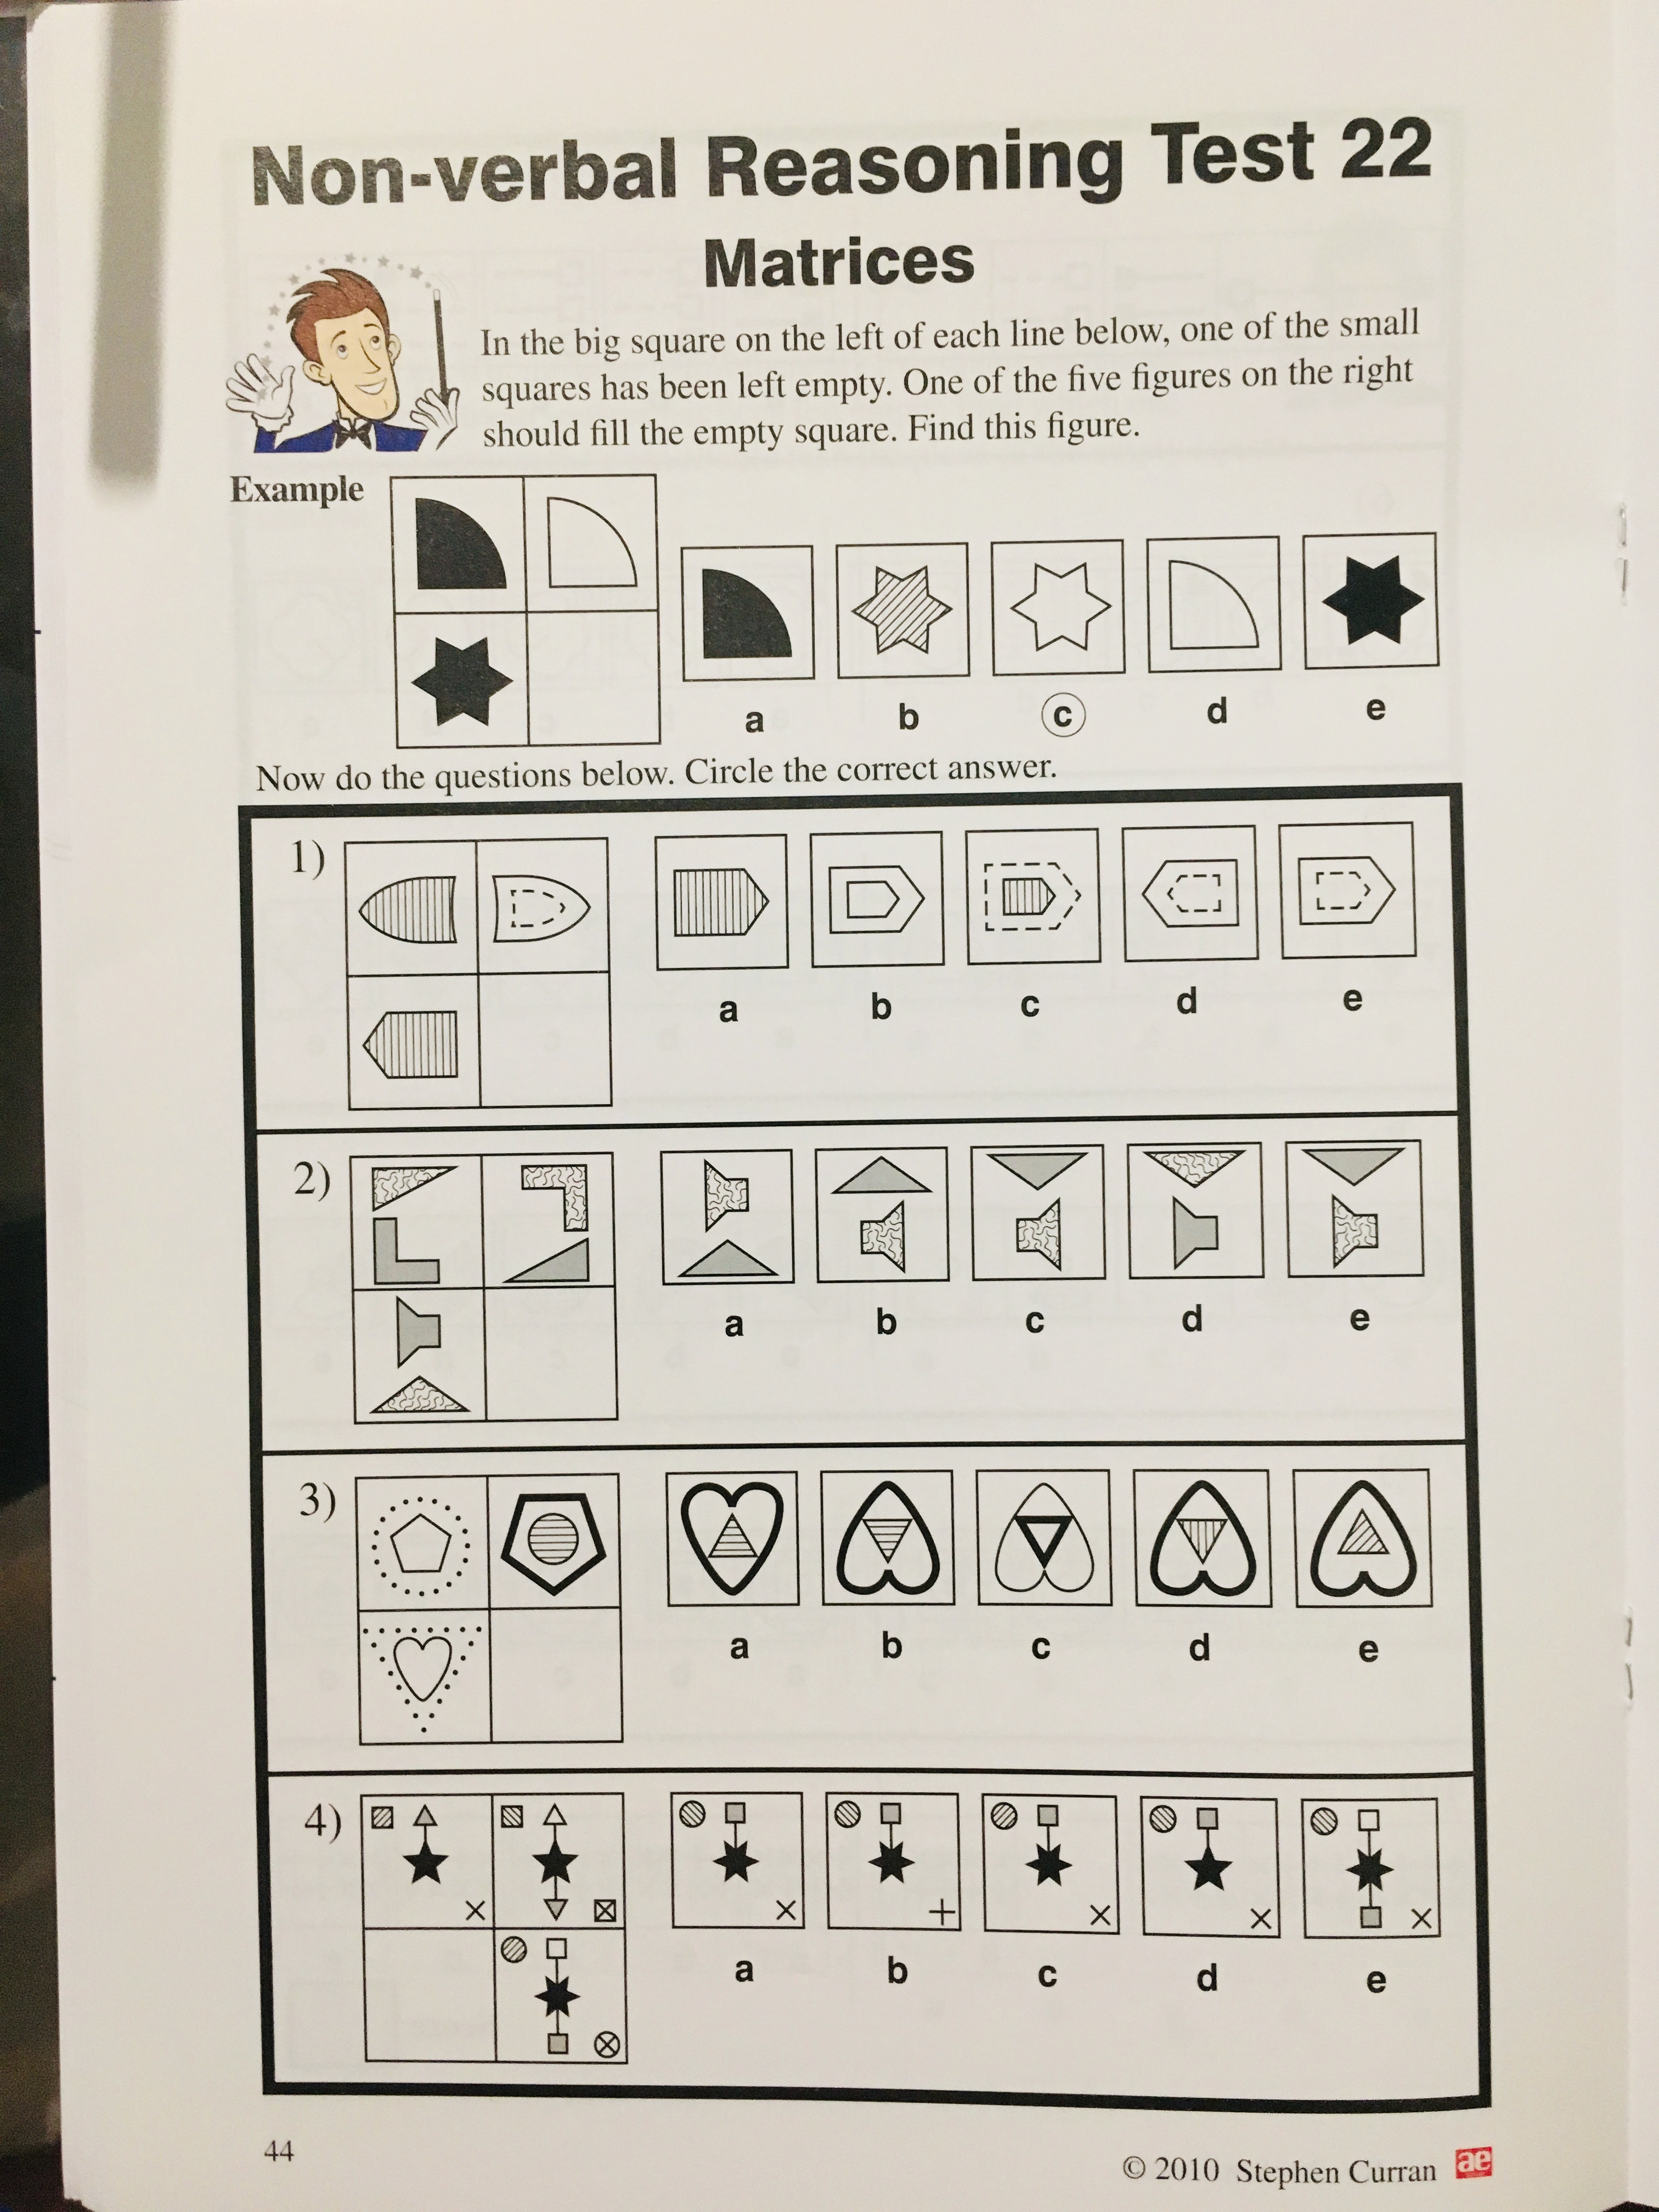 Non-verbal Reasoning Test 22
Matrices
In the big square on the left of each line below, one of the small
squares has been left empty. One of the five figures on the right
should fill the empty square. Find this figure.
Example
a b c d e
Now do the questions below. Circle the correct answer.
1)
a b c d e
2)
a b c d e
3)
a b c d e
4)
a b c d e
44
© 2010 Stephen Curran ae